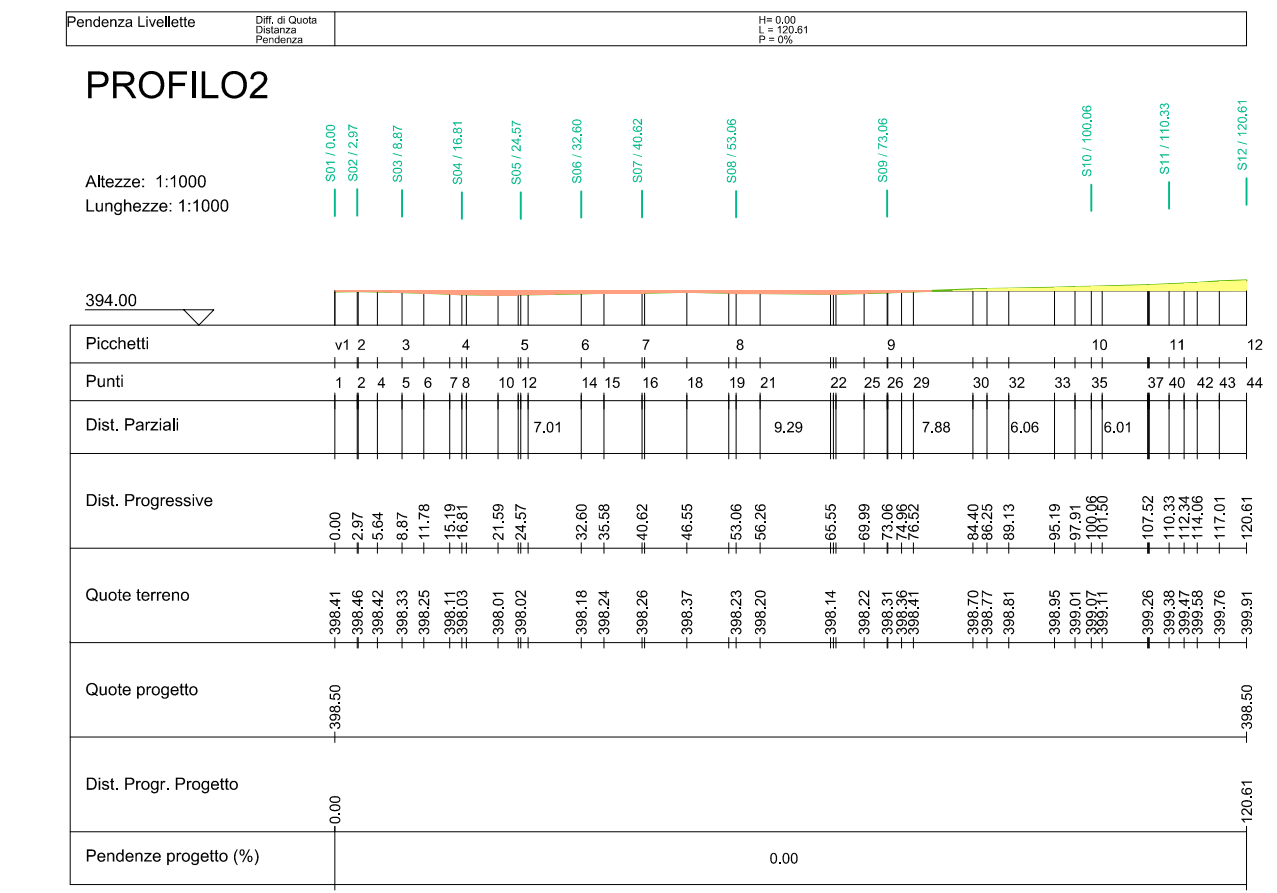 Pendenza Livellette
Diff. di Quota
Distanza
Pendenza
H= 0.00
L = 120.61
P = 0%
PROFILO2
S01 / 0.00
S02 / 2.97
S03 / 8.87
S04 / 16.81
S05 / 24.57
S06 / 32.60
S07 / 40.62
S08 / 53.06
S09 / 73.06
S10 / 100.06
S11 / 110.33
S12 / 120.61
Altezze: 1:1000
Lunghezze: 1:1000
394.00
Picchetti v1 2 3 4 5 6 7 8 9 10 11 12
Punti 1 2 4 5 6 7 8 10 12 14 15 16 18 19 21 22 25 26 29 30 32 33 35 37 40 42 43 44
Dist. Parziali 7.01 9.29 7.88 6.06 6.01
Dist. Progressive 0.00 2.97 5.64 8.87 11.78 15.19 16.81 21.59 24.57 32.60 35.58 40.62 46.55 53.06 56.26 65.55 69.99 73.06 74.96 76.52 84.40 86.25 89.13 95.19 97.91 100.06 101.50 107.52 110.33 112.34 114.06 117.01 120.61
Quote terreno 398.41 398.46 398.42 398.33 398.25 398.11 398.03 398.01 398.02 398.18 398.24 398.26 398.37 398.23 398.20 398.14 398.22 398.31 398.36 398.41 398.70 398.77 398.81 398.95 399.01 399.07 399.11 399.26 399.38 399.47 399.58 399.76 399.91
Quote progetto 398.50 398.50
Dist. Progr. Progetto 0.00 120.61
Pendenze progetto (%) 0.00